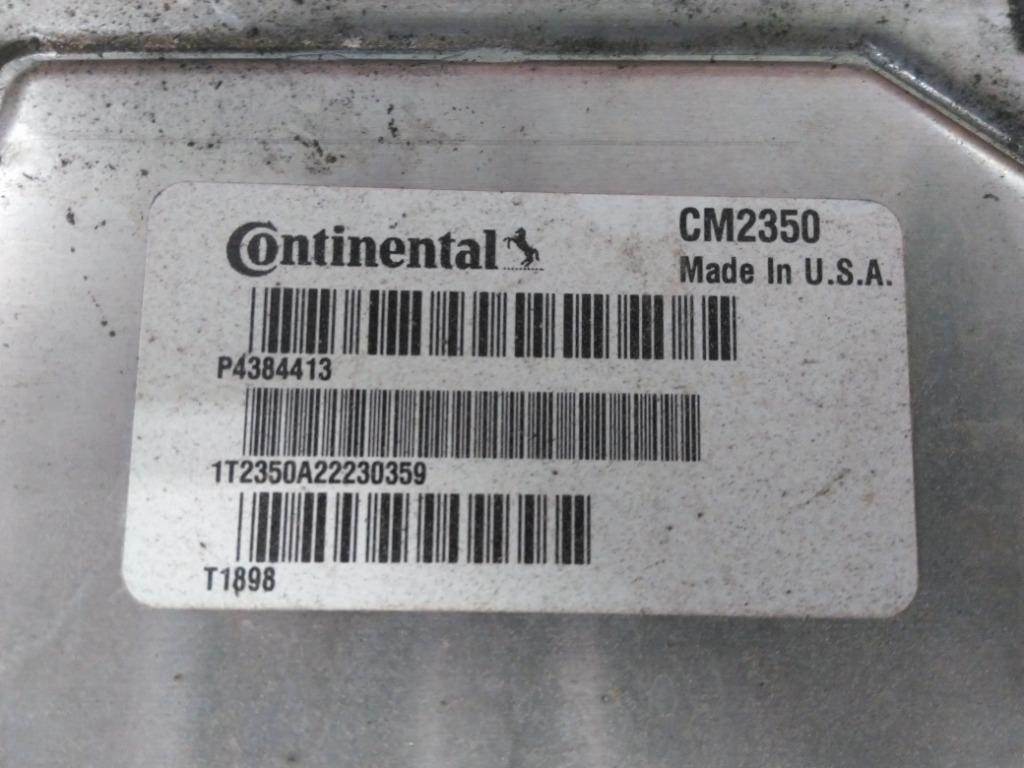 Continental
CM2350
Made In U.S.A.
P4384413
1T2350A22230359
T1898